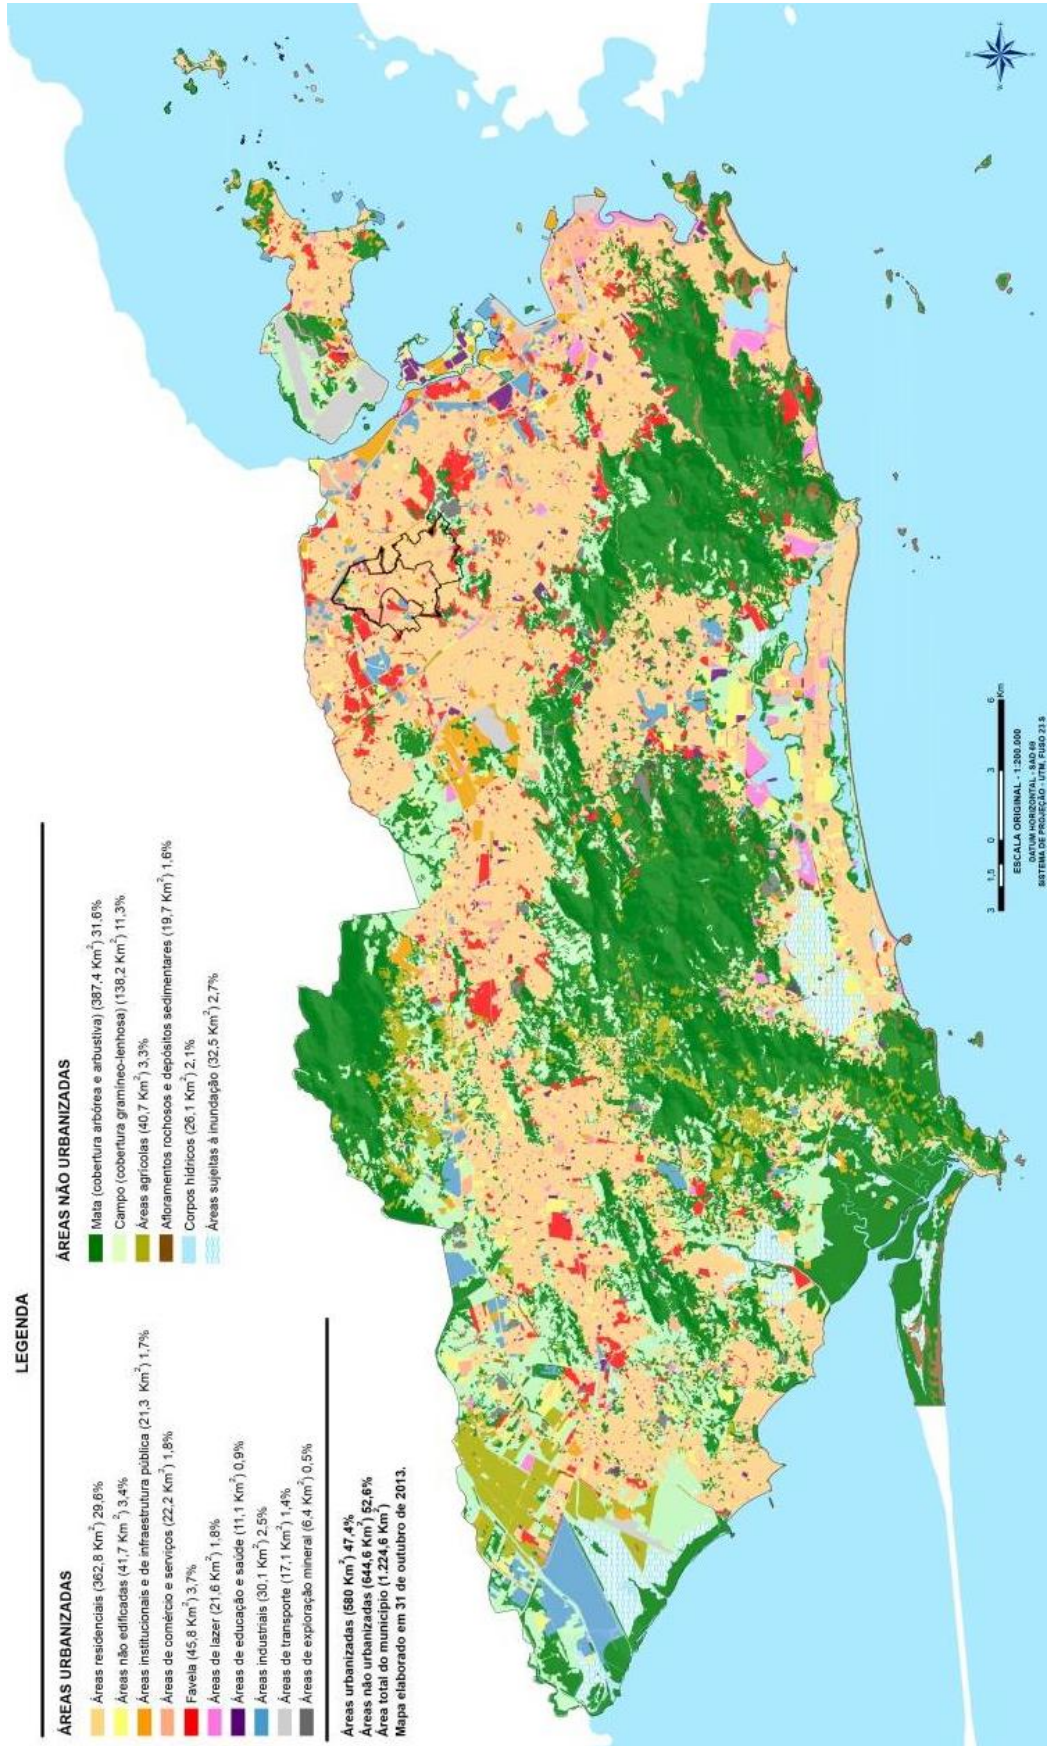 LEGENDA
ÁREAS URBANIZADAS
Áreas residenciais (362,8 Km²) 29,6%
Áreas não edificadas (41,7 Km²) 3,4%
Áreas institucionais e de infraestrutura pública (21,3 Km²) 1,7%
Áreas de comércio e serviços (22,2 Km²) 1,8%
Favela (45,8 Km²) 3,7%
Áreas de lazer (21,6 Km²) 1,8%
Áreas de educação e saúde (11,1 Km²) 0,9%
Áreas industriais (30,1 Km²) 2,5%
Áreas de transporte (17,1 Km²) 1,4%
Áreas de exploração mineral (6,4 Km²) 0,5%
ÁREAS NÃO URBANIZADAS
Mata (cobertura arbórea e arbustiva) (387,4 Km²) 31,6%
Campo (cobertura gramíneo-lenhosa) (138,2 Km²) 11,3%
Áreas agrícolas (40,7 Km²) 3,3%
Afloramentos rochosos e depósitos sedimentares (19,7 Km²) 1,6%
Corpos hídricos (26,1 Km²) 2,1%
Áreas sujeitas à inundação (32,5 Km²) 2,7%
Áreas urbanizadas (580 Km²) 47,4%
Áreas não urbanizadas (644,6 Km²) 52,6%
Área total do município (1.224,6 Km²)
Mapa elaborado em 31 de outubro de 2013.
3 1,5 0 3 6 Km
ESCALA ORIGINAL - 1:200.000
DATUM HORIZONTAL - SAD 69
SISTEMA DE PROJEÇÃO - UTM, FUSO 23 S